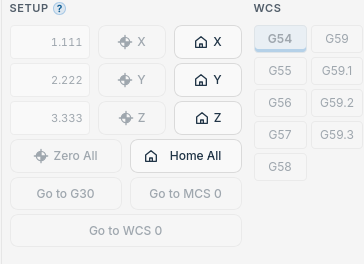 SETUP ? WCS
1.111 X X G54 G59
2.222 Y Y G55 G59.1
3.333 Z Z G56 G59.2
Zero All Home All G57 G59.3
Go to G30 Go to MCS 0 G58
Go to WCS 0